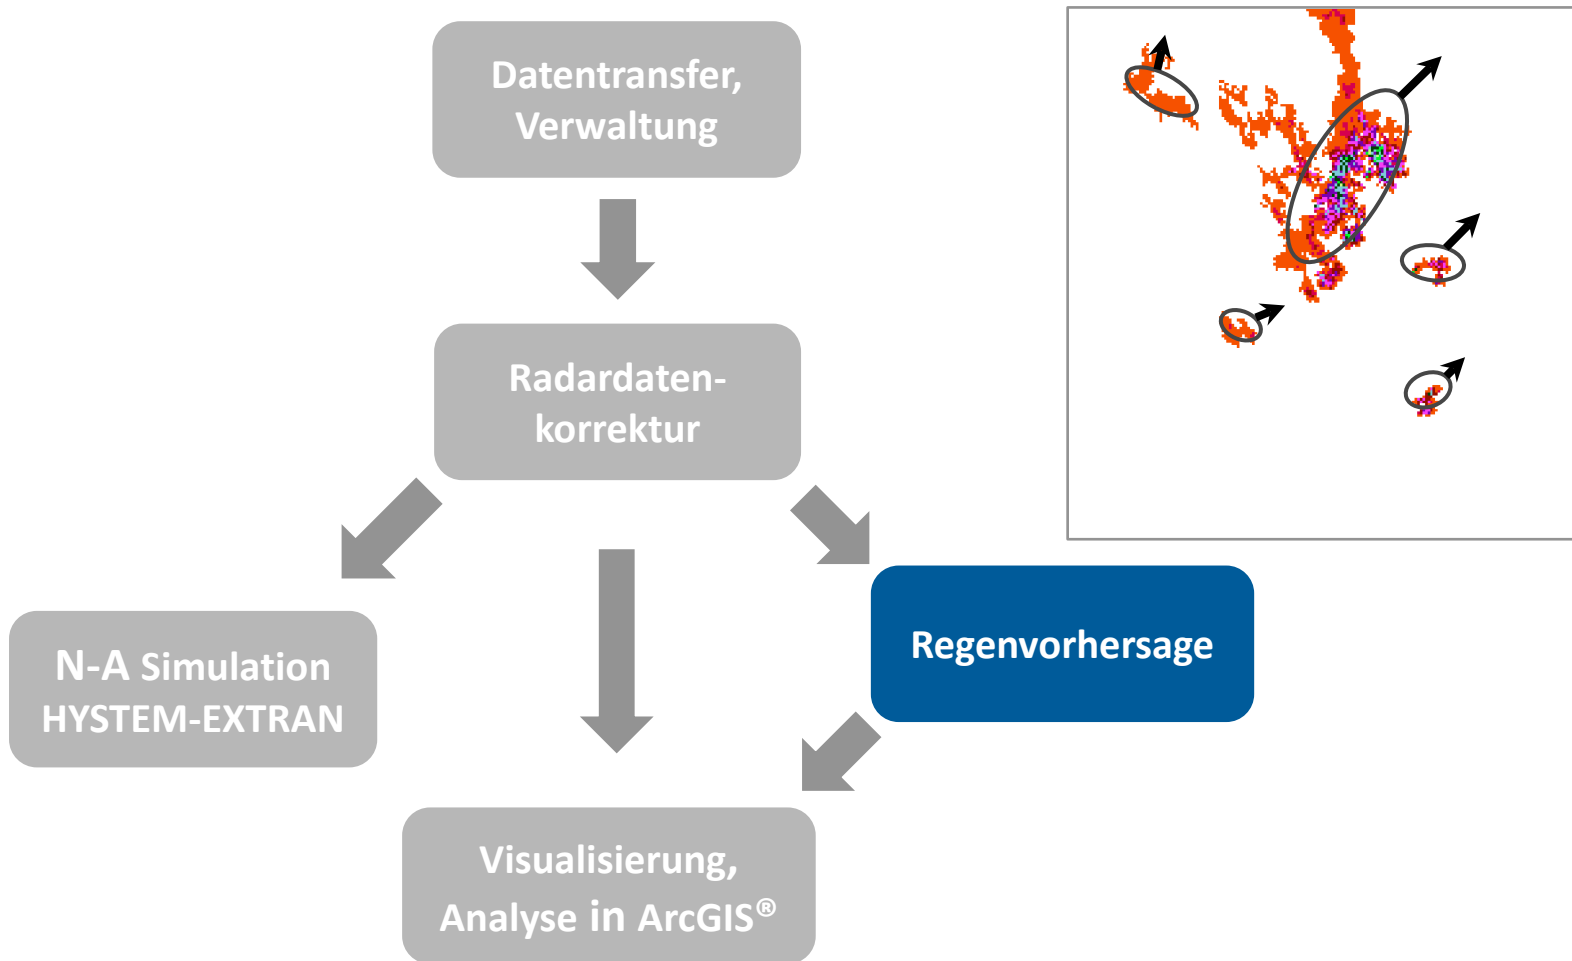 Datentransfer,
Verwaltung
Radardaten-
korrektur
N-A Simulation
HYSTEM-EXTRAN
Regenvorhersage
Visualisierung,
Analyse in ArcGIS®